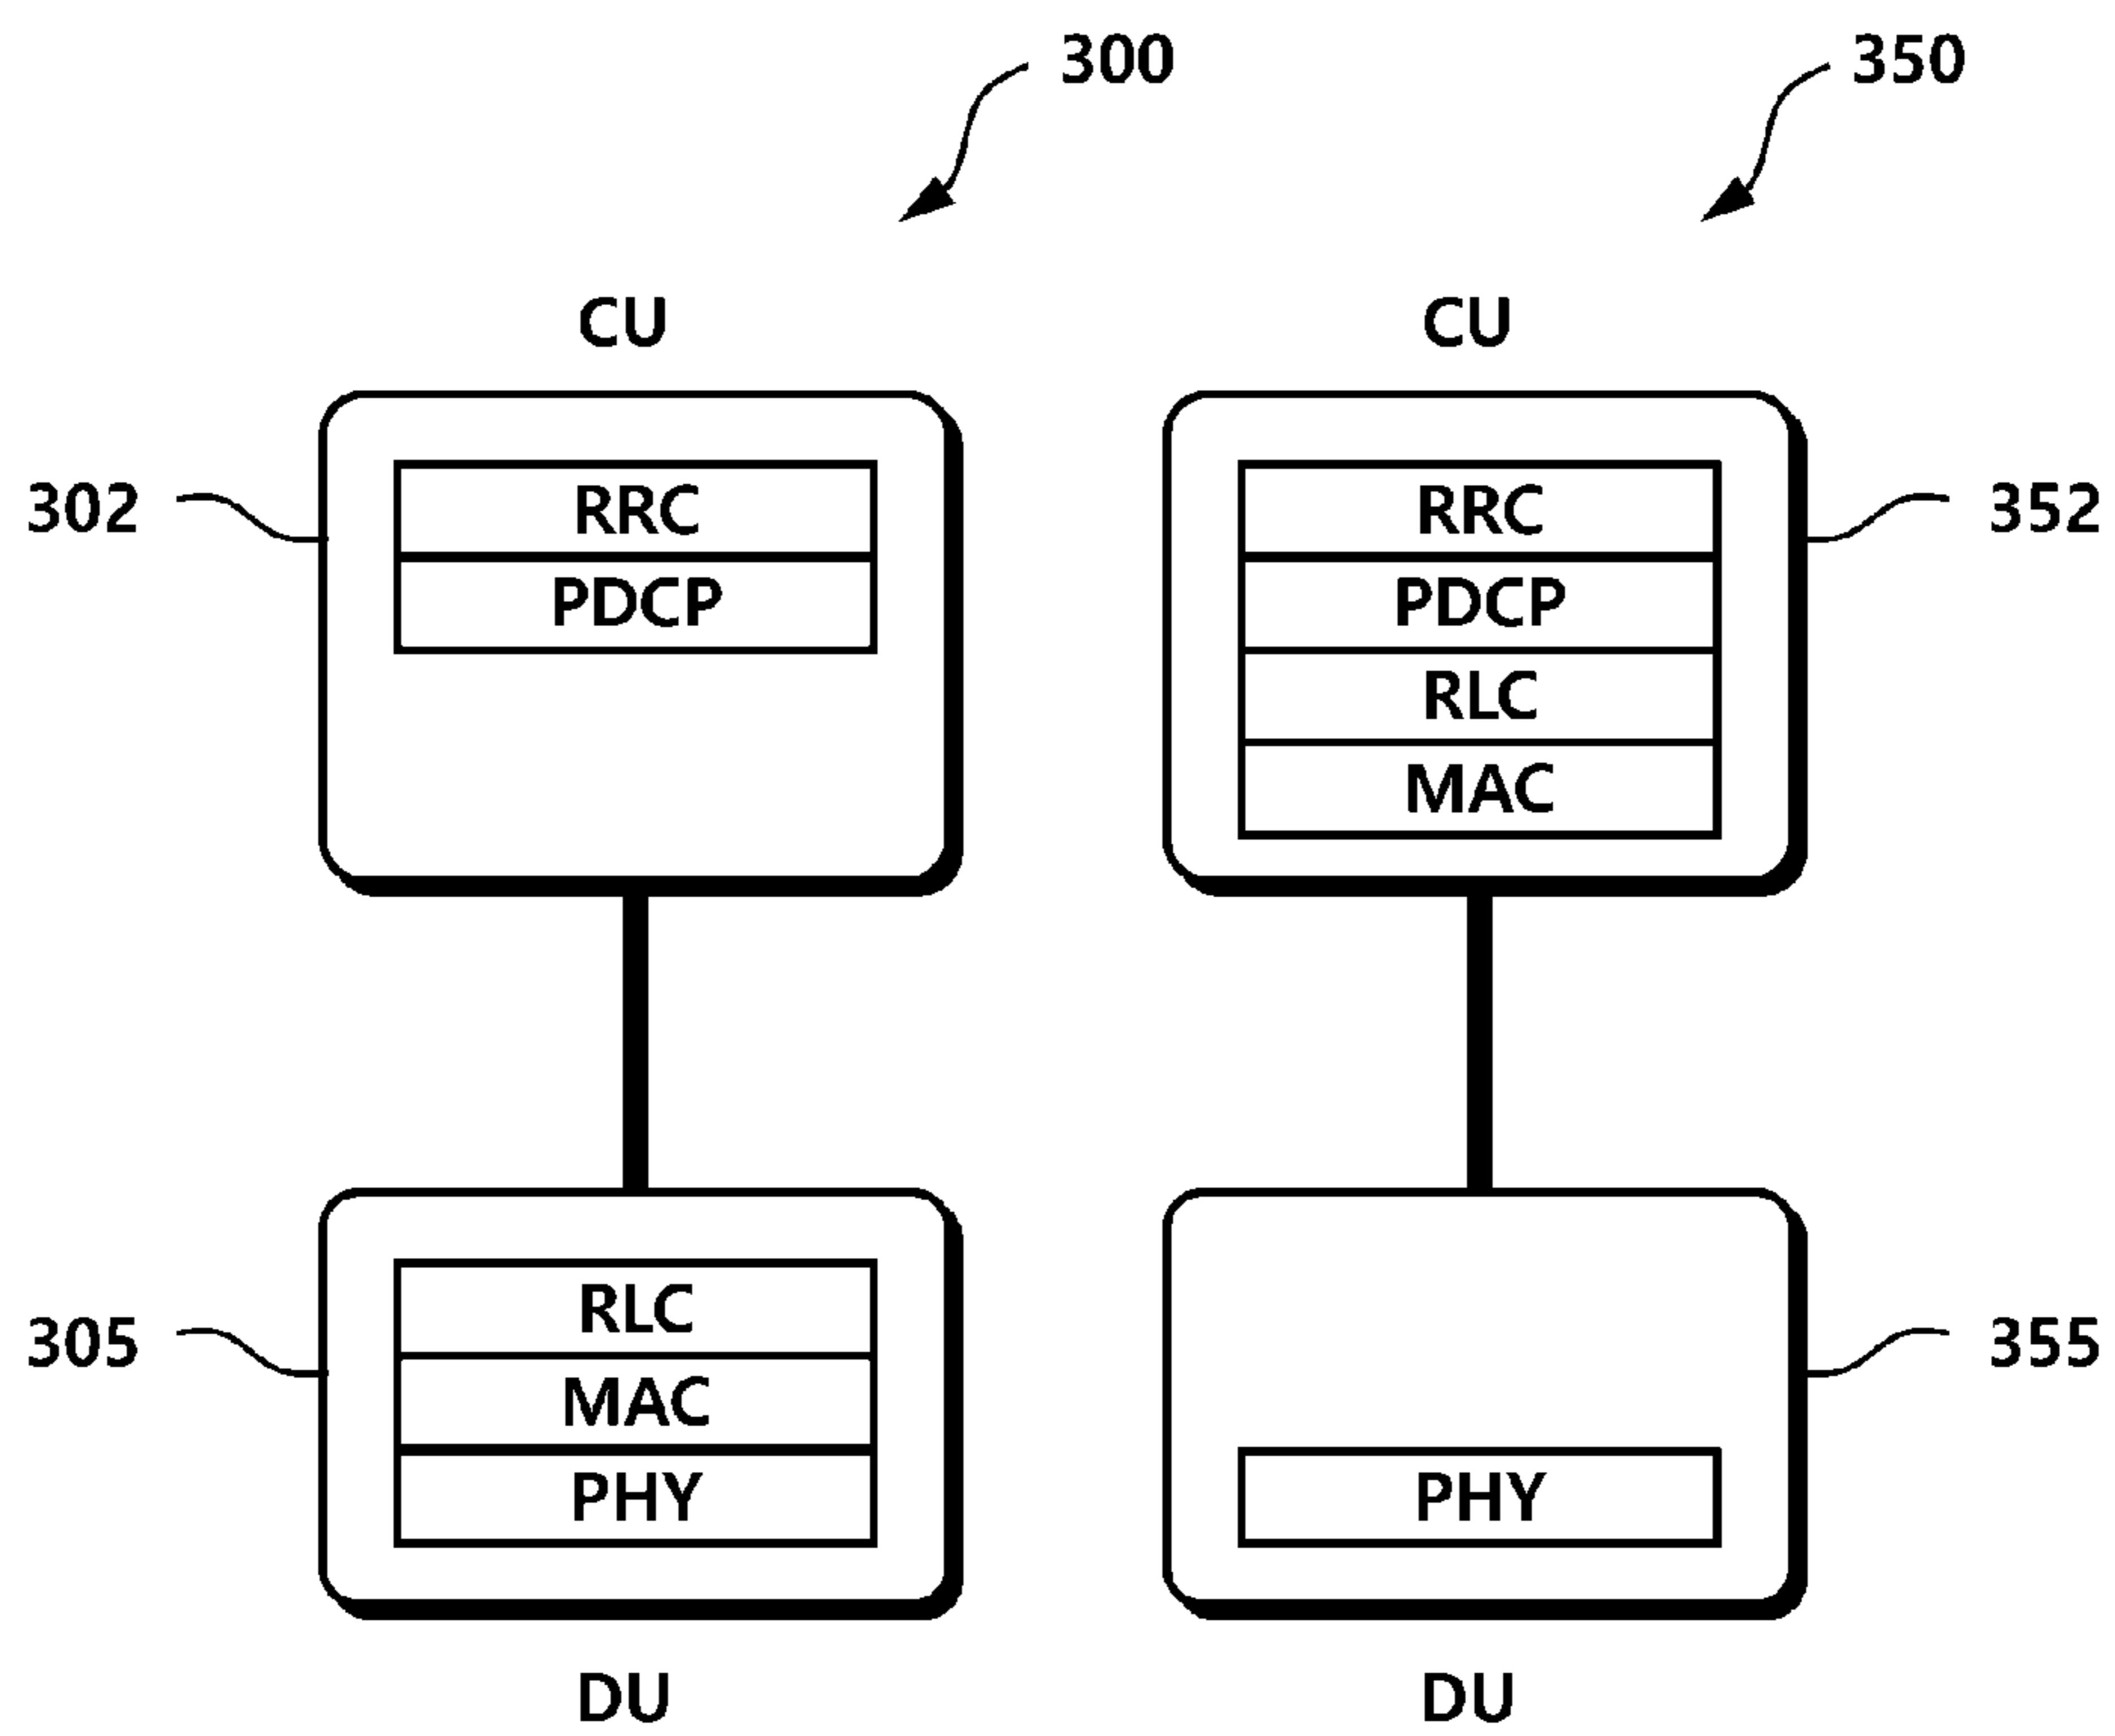 300 350
CU CU
302 RRC RRC 352
PDCP PDCP
RLC
MAC
RLC
305 MAC 355
PHY PHY
DU DU